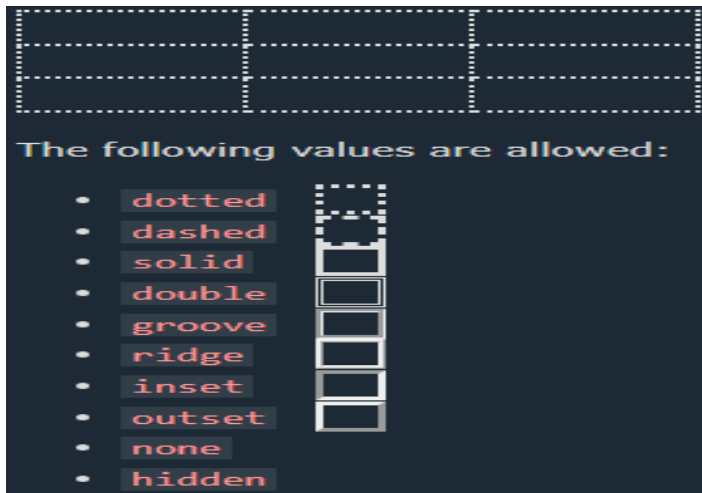 The following values are allowed:
dotted
dashed
solid
double
groove
ridge
inset
outset
none
hidden